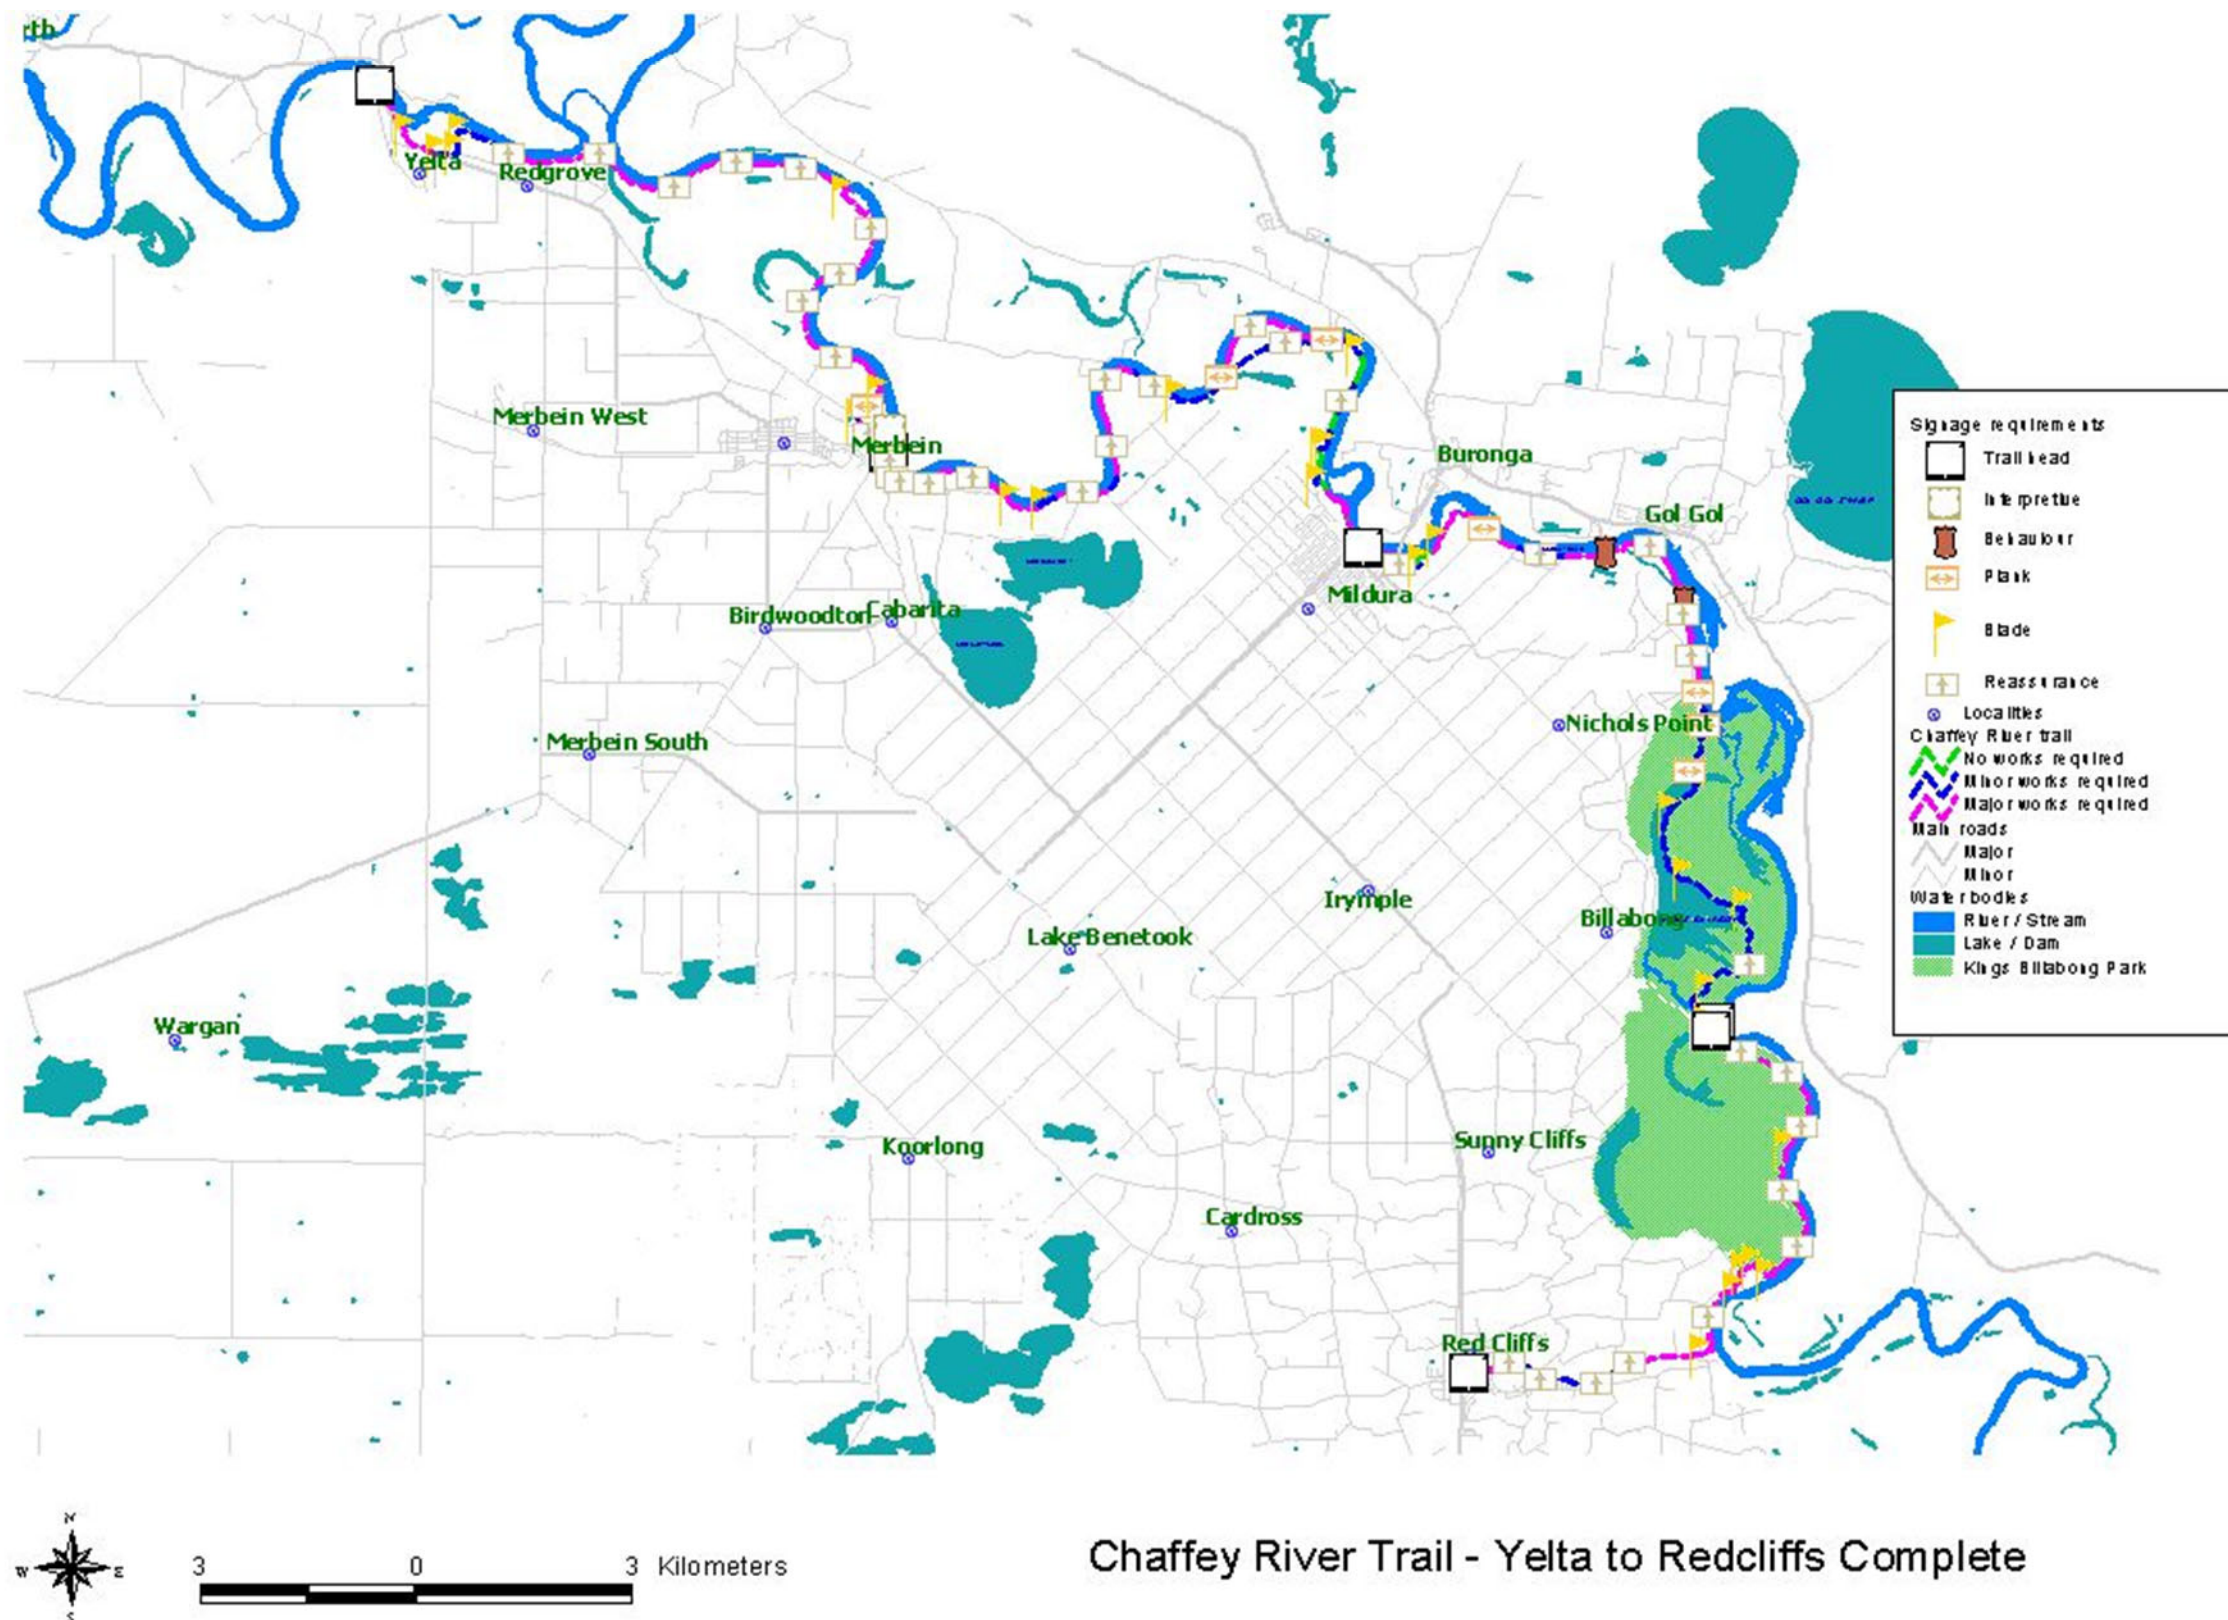 Yelta
Redgrove
Merbein West
Merbein
Buronga
Gol Gol
Birdwoodton
Cabarita
Mildura
Nichols Point
Merbein South
Irymple
Billabong
Lake Benetook
Wargan
Koorlong
Sunny Cliffs
Cardross
Red Cliffs
Signage requirements
Trail head
Interpretive
Behaviour
Plank
Blade
Reassurance
Localities
Chaffey River trail
No works required
Minor works required
Major works required
Main roads
Major
Minor
Water bodies
River / Stream
Lake / Dam
Kings Billabong Park
N
W
E
S
3 0 3 Kilometers
Chaffey River Trail - Yelta to Redcliffs Complete